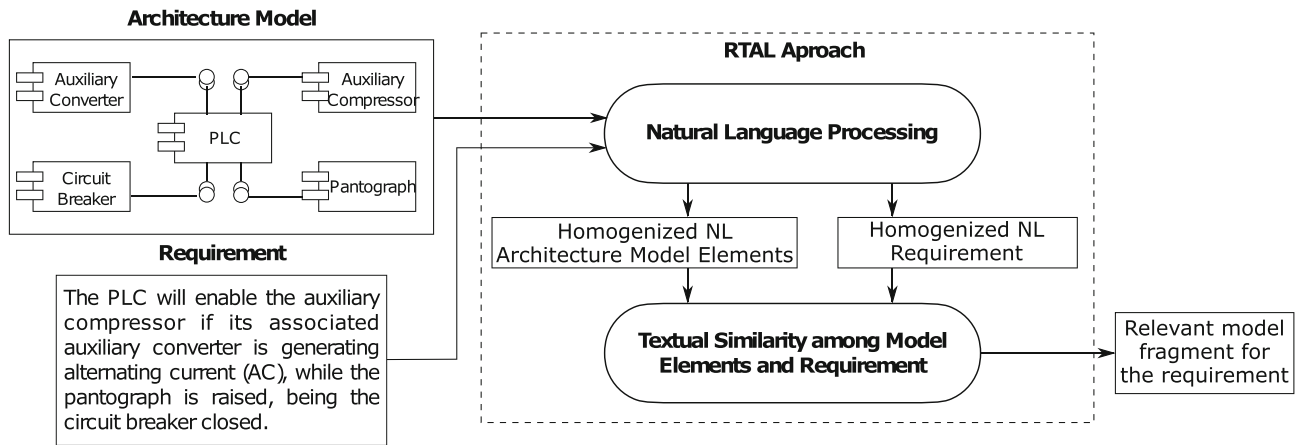 Architecture Model
Auxiliary
Converter
Auxiliary
Compressor
PLC
Circuit
Breaker
Pantograph
Requirement
The PLC will enable the auxiliary
compressor if its associated
auxiliary converter is generating
alternating current (AC), while the
pantograph is raised, being the
circuit breaker closed.
RTAL Aproach
Natural Language Processing
Homogenized NL
Architecture Model Elements
Homogenized NL
Requirement
Textual Similarity among Model
Elements and Requirement
Relevant model
fragment for
the requirement